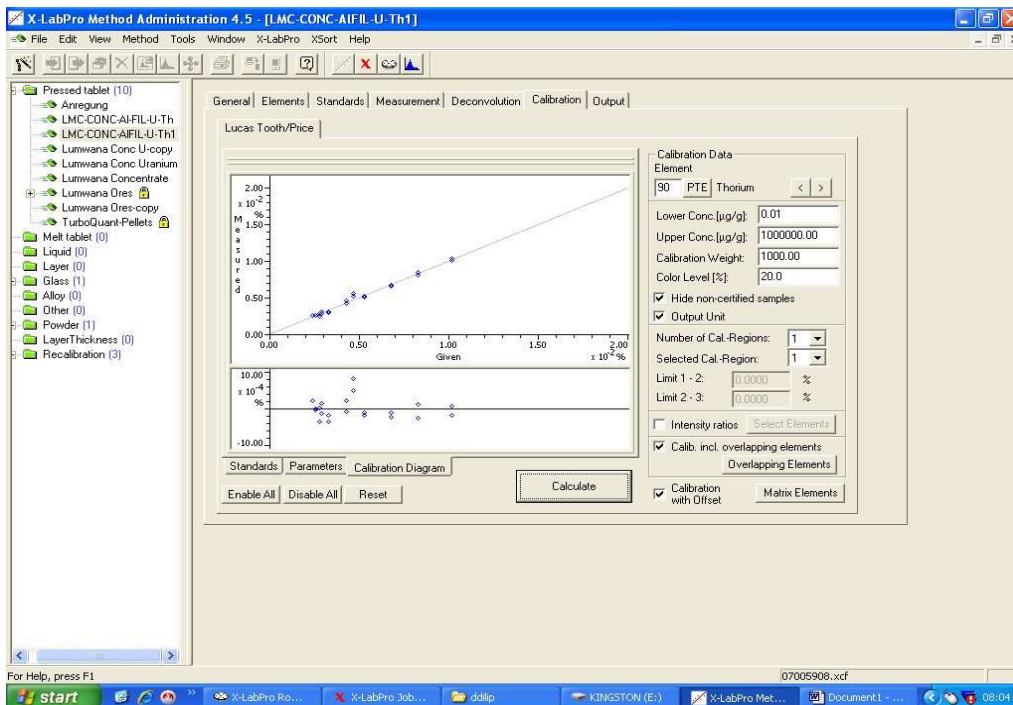 X-LabPro Method Administration 4.5 - [LMC-CONC-AIFIL-U-Th1]
File Edit View Method Tools Window X-LabPro XSort Help
Pressed tablet (10)
Anregung
LMC-CONC-Al-FIL-U-Th
LMC-CONC-AIFIL-U-Th1
Lumwana Conc U-copy
Lumwana Conc Uranium
Lumwana Concentrate
Lumwana Ores
Lumwana Ores-copy
TurboQuant-Pellets
Melt tablet (0)
Liquid (0)
Layer (0)
Glass (1)
Alloy (0)
Other (0)
Powder (1)
LayerThickness (0)
Recalibration (3)
General Elements Standards Measurement Deconvolution Calibration Output
Lucas Tooth/Price
2.00
x 10-2
%
1.50
1.00
0.50
0.00
Measured
0.00 0.50 1.00 1.50 2.00
Given x 10-2 %
10.00
x 10-4
%
-10.00
Standards Parameters Calibration Diagram
Enable All Disable All Reset
Calculate
Calibration Data
Element
90 PTE Thorium < >
Lower Conc.[µg/g]: 0.01
Upper Conc.[µg/g]: 1000000.00
Calibration Weight: 1000.00
Color Level [%]: 20.0
Hide non-certified samples
Output Unit
Number of Cal.-Regions: 1
Selected Cal.-Region: 1
Limit 1 - 2: 0.0000 %
Limit 2 - 3: 0.0000 %
Intensity ratios Select Elements
Calib. incl. overlapping elements
Overlapping Elements
Calibration
with Offset
Matrix Elements
For Help, press F1
07005908.xcf
start
X-LabPro Ro...
X-LabPro Job...
ddilip
KINGSTON (E:)
X-LabPro Met...
Document1 - ...
08:04